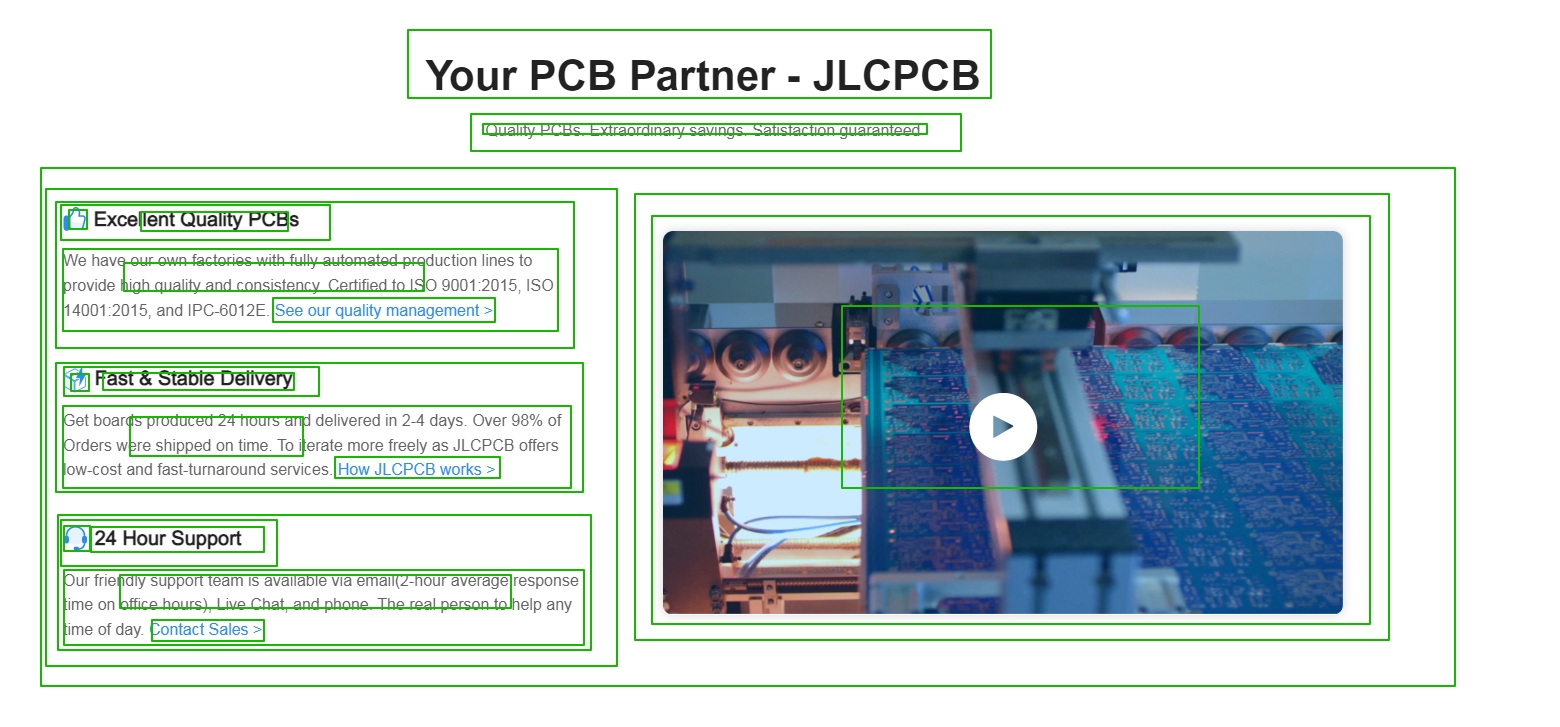 Your PCB Partner - JLCPCB
Quality PCBs. Extraordinary savings. Satisfaction guaranteed
Excellent Quality PCBs
We have our own factories with fully automated production lines to
provide high quality and consistency. Certified to ISO 9001:2015, ISO
14001:2015, and IPC-6012E. See our quality management >
Fast & Stable Delivery
Get boards produced 24 hours and delivered in 2-4 days. Over 98% of
Orders were shipped on time. To iterate more freely as JLCPCB offers
low-cost and fast-turnaround services. How JLCPCB works >
24 Hour Support
Our friendly support team is available via email(2-hour average response
time on office hours), Live Chat, and phone. The real person to help any
time of day. Contact Sales >